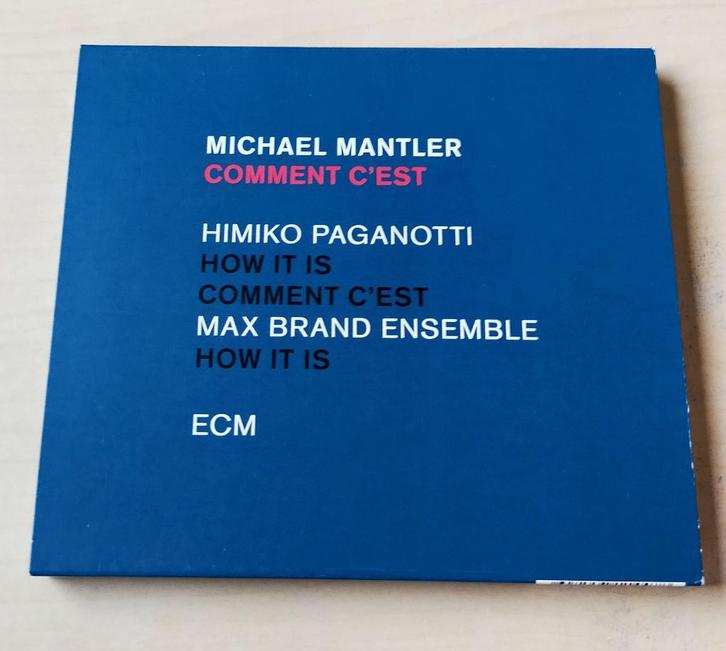 MICHAEL MANTLER
COMMENT C'EST
HIMIKO PAGANOTTI
HOW IT IS
COMMENT C'EST
MAX BRAND ENSEMBLE
HOW IT IS
ECM